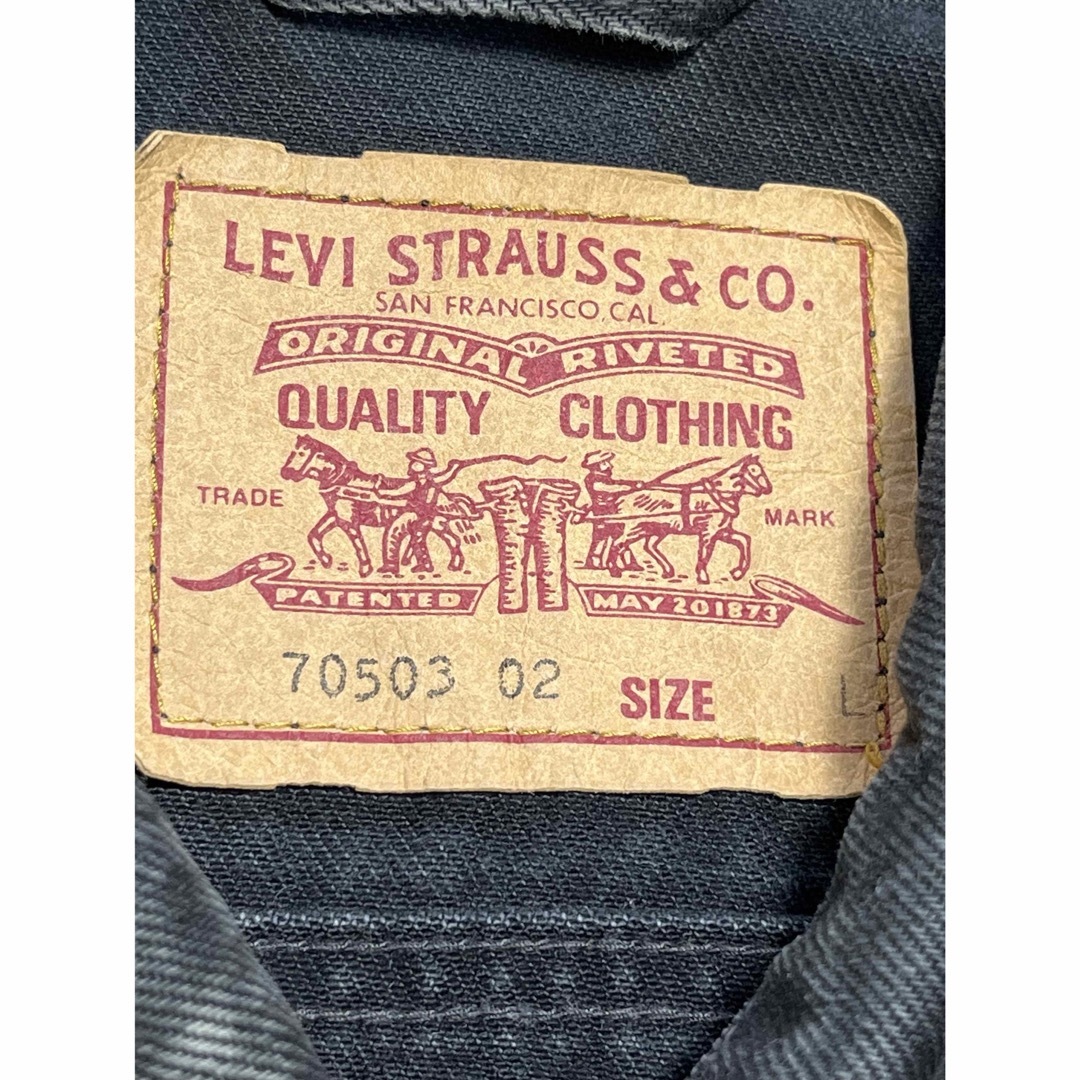 LEVI STRAUSS & CO.
SAN FRANCISCO, CAL.
ORIGINAL RIVETED
QUALITY CLOTHING
TRADE MARK
PATENTED MAY 20 1873
70503 02 SIZE L